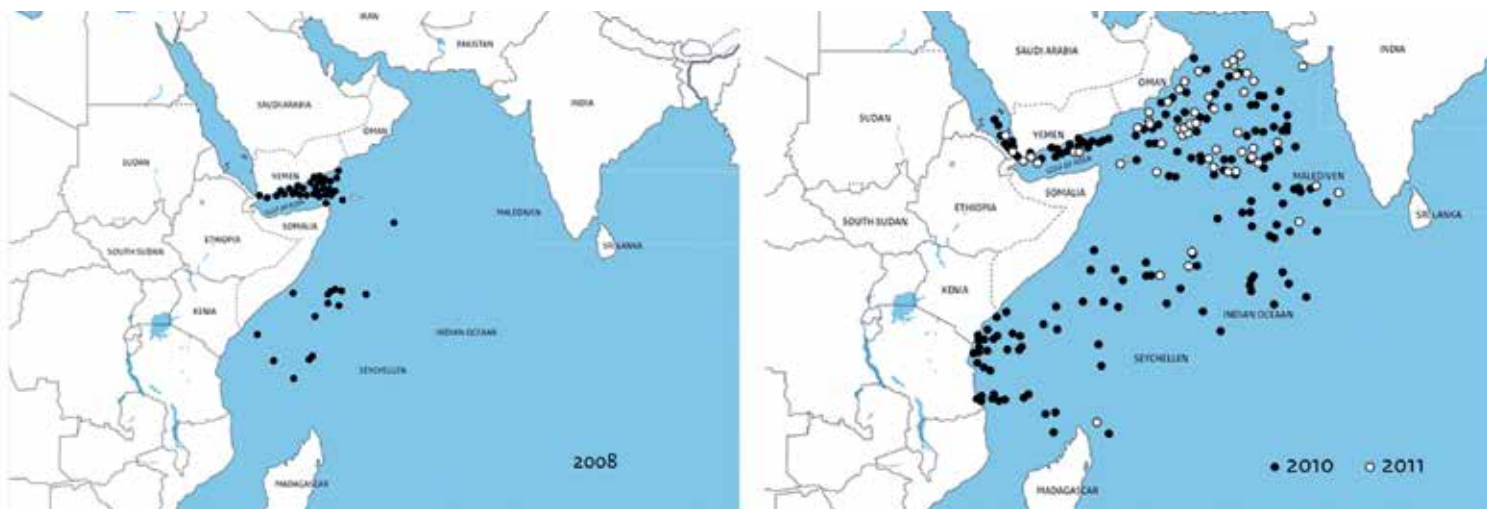 IRAN
PAKISTAN
SAUDI ARABIA
INDIA
OMAN
SUDAN
YEMEN
MALEDIVEN
SOMALIA
ETHIOPIA
SOUTH SUDAN
SRI LANKA
KENIA
INDIAN OCEAAN
SEYCHELLEN
2008
MADAGASCAR
SAUDI ARABIA
INDIA
OMAN
SUDAN
YEMEN
MALEDIVEN
SOMALIA
ETHIOPIA
SOUTH SUDAN
SRI LANKA
KENIA
INDIAN OCEAAN
SEYCHELLEN
2010 2011
MADAGASCAR